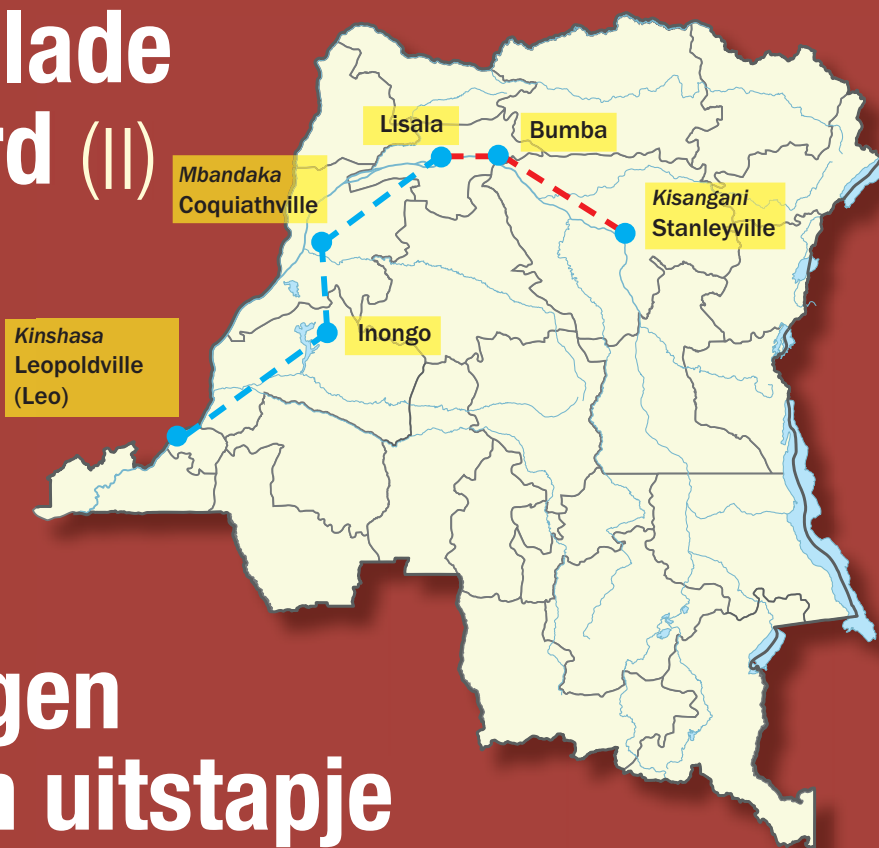 lade
rd (II)
Lisala
Bumba
Mbandaka
Coquiathville
Kisangani
Stanleyville
Kinshasa
Leopoldville
(Leo)
Inongo
gen
n uitstapje